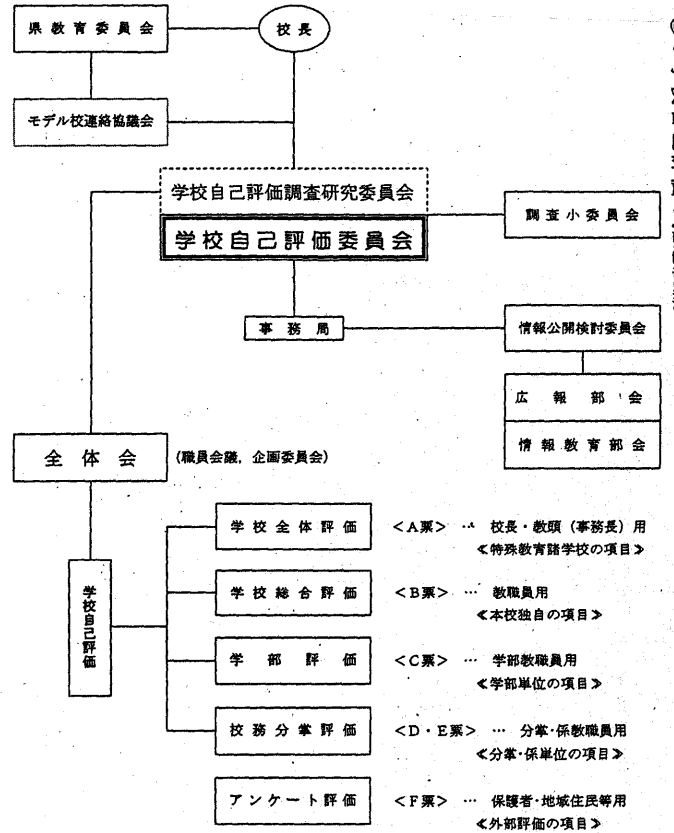 県教育委員会
校長
モデル校連絡協議会
学校自己評価調査研究委員会
学校自己評価委員会
調査小委員会
事務局
情報公開検討委員会
広報部会
情報教育部会
全体会
(職員会議,企画委員会)
学校自己評価
学校全体評価 <A票> … 校長・教頭(事務長)用
≪特殊教育諸学校の項目≫
学校総合評価 <B票> … 教職員用
≪本校独自の項目≫
学部評価 <C票> … 学部教職員用
≪学部単位の項目≫
校務分掌評価 <D・E票> … 分掌・係教職員用
≪分掌・係単位の項目≫
アンケート評価 <F票> … 保護者・地域住民等用
≪外部評価の項目≫